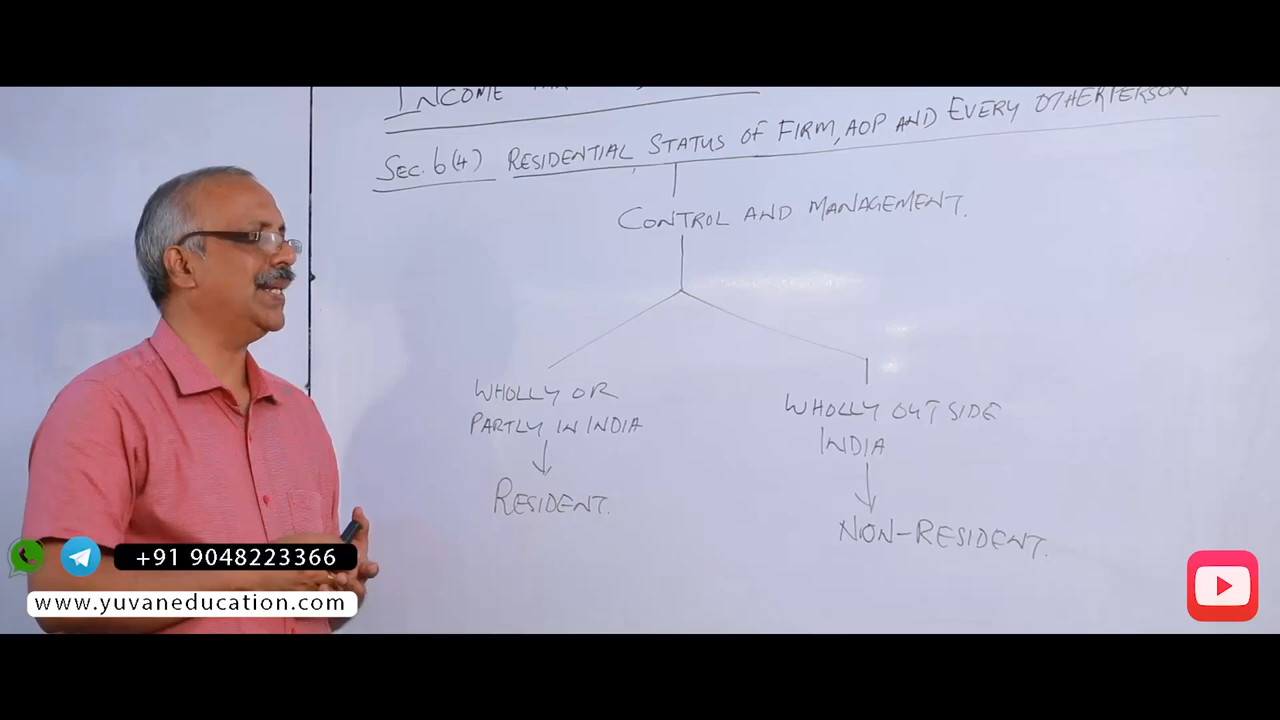 INCOME
SEC. 6(4) RESIDENTIAL STATUS OF FIRM, AOP AND EVERY OTHER PERSON
CONTROL AND MANAGEMENT.
WHOLLY OR
PARTLY IN INDIA
RESIDENT.
WHOLLY OUTSIDE
INDIA
NON-RESIDENT.
+91 9048223366
www.yuvaneducation.com